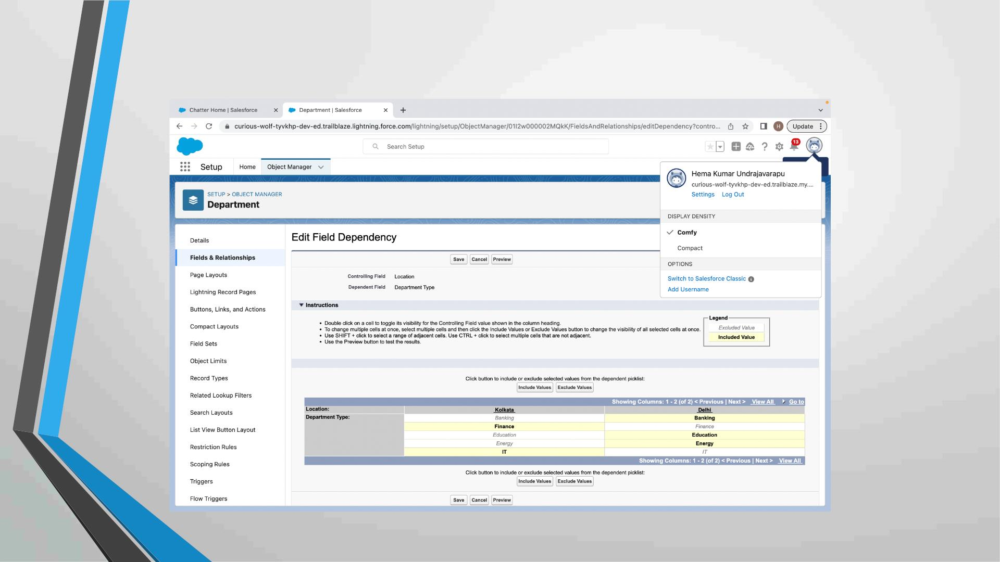 Chatter Home | Salesforce
Department | Salesforce
curious-wolf-tyvkhp-dev-ed.trailblaze.lightning.force.com/lightning/setup/ObjectManager/01I2w000002MQkK/FieldsAndRelationships/editDependency?contro...
H
Update
Search Setup
13
Setup
Home
Object Manager
Hema Kumar Undrajavarapu
curious-wolf-tyvkhp-dev-ed.trailblaze.my....
Settings Log Out
DISPLAY DENSITY
Comfy
Compact
OPTIONS
Switch to Salesforce Classic
Add Username
SETUP > OBJECT MANAGER
Department
Details
Fields & Relationships
Page Layouts
Lightning Record Pages
Buttons, Links, and Actions
Compact Layouts
Field Sets
Object Limits
Record Types
Related Lookup Filters
Search Layouts
List View Button Layout
Restriction Rules
Scoping Rules
Triggers
Flow Triggers
Edit Field Dependency
Save Cancel Preview
Controlling Field Location
Dependent Field Department Type
Instructions
• Double click on a cell to toggle its visibility for the Controlling Field value shown in the column heading.
• To change multiple cells at once, select multiple cells and then click the Include Values or Exclude Values button to change the visibility of all selected cells at once.
• Use SHIFT + click to select a range of adjacent cells. Use CTRL + click to select multiple cells that are not adjacent.
• Use the Preview button to test the results.
Legend
Excluded Value
Included Value
Click button to include or exclude selected values from the dependent picklist:
Include Values Exclude Values
Showing Columns: 1 - 2 (of 2) < Previous | Next > View All Go to
Location: Kolkata Delhi
Department Type: Banking Banking
Finance Finance
Education Education
Energy Energy
IT IT
Showing Columns: 1 - 2 (of 2) < Previous | Next > View All
Click button to include or exclude selected values from the dependent picklist:
Include Values Exclude Values
Save Cancel Preview